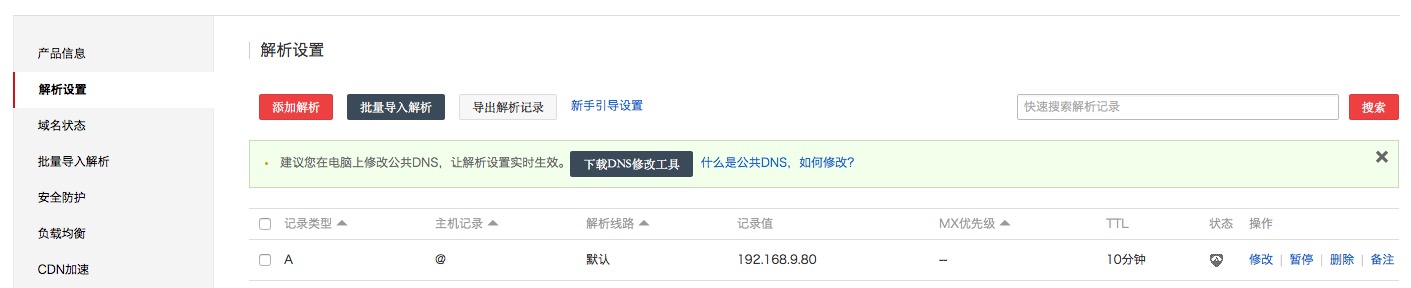 产品信息
解析设置
域名状态
批量导入解析
安全防护
负载均衡
CDN加速
解析设置
添加解析 批量导入解析 导出解析记录 新手引导设置 快速搜索解析记录 搜索
建议您在电脑上修改公共DNS，让解析设置实时生效。 下载DNS修改工具 什么是公共DNS，如何修改?
记录类型 主机记录 解析线路 记录值 MX优先级 TTL 状态 操作
A @ 默认 192.168.9.80 -- 10分钟 修改 | 暂停 | 删除 | 备注